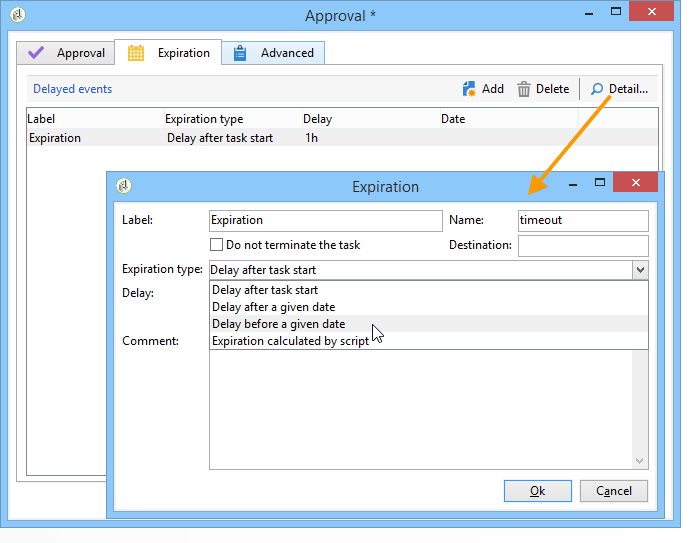 Approval *
Approval Expiration Advanced
Delayed events Add Delete Detail...
Label Expiration type Delay Date
Expiration Delay after task start 1h
Expiration
Label: Expiration Name: timeout
Do not terminate the task Destination:
Expiration type: Delay after task start
Delay: Delay after task start
Delay after a given date
Delay before a given date
Comment: Expiration calculated by script
Ok Cancel